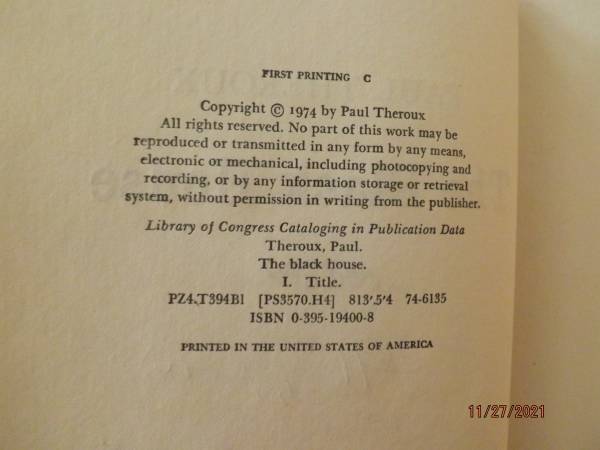 FIRST PRINTING C
Copyright © 1974 by Paul Theroux
All rights reserved. No part of this work may be
reproduced or transmitted in any form by any means,
electronic or mechanical, including photocopying and
recording, or by any information storage or retrieval
system, without permission in writing from the publisher.
Library of Congress Cataloging in Publication Data
Theroux, Paul.
The black house.
I. Title.
PZ4.T394Bl [PS3570.H4] 813'.5'4 74-6135
ISBN 0-395-19400-8
PRINTED IN THE UNITED STATES OF AMERICA
11/27/2021